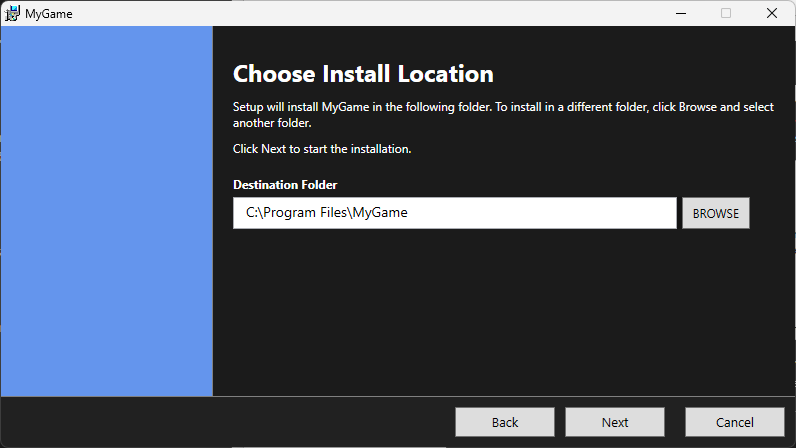 MyGame
Choose Install Location
Setup will install MyGame in the following folder. To install in a different folder, click Browse and select
another folder.
Click Next to start the installation.
Destination Folder
C:\Program Files\MyGame
BROWSE
Back
Next
Cancel